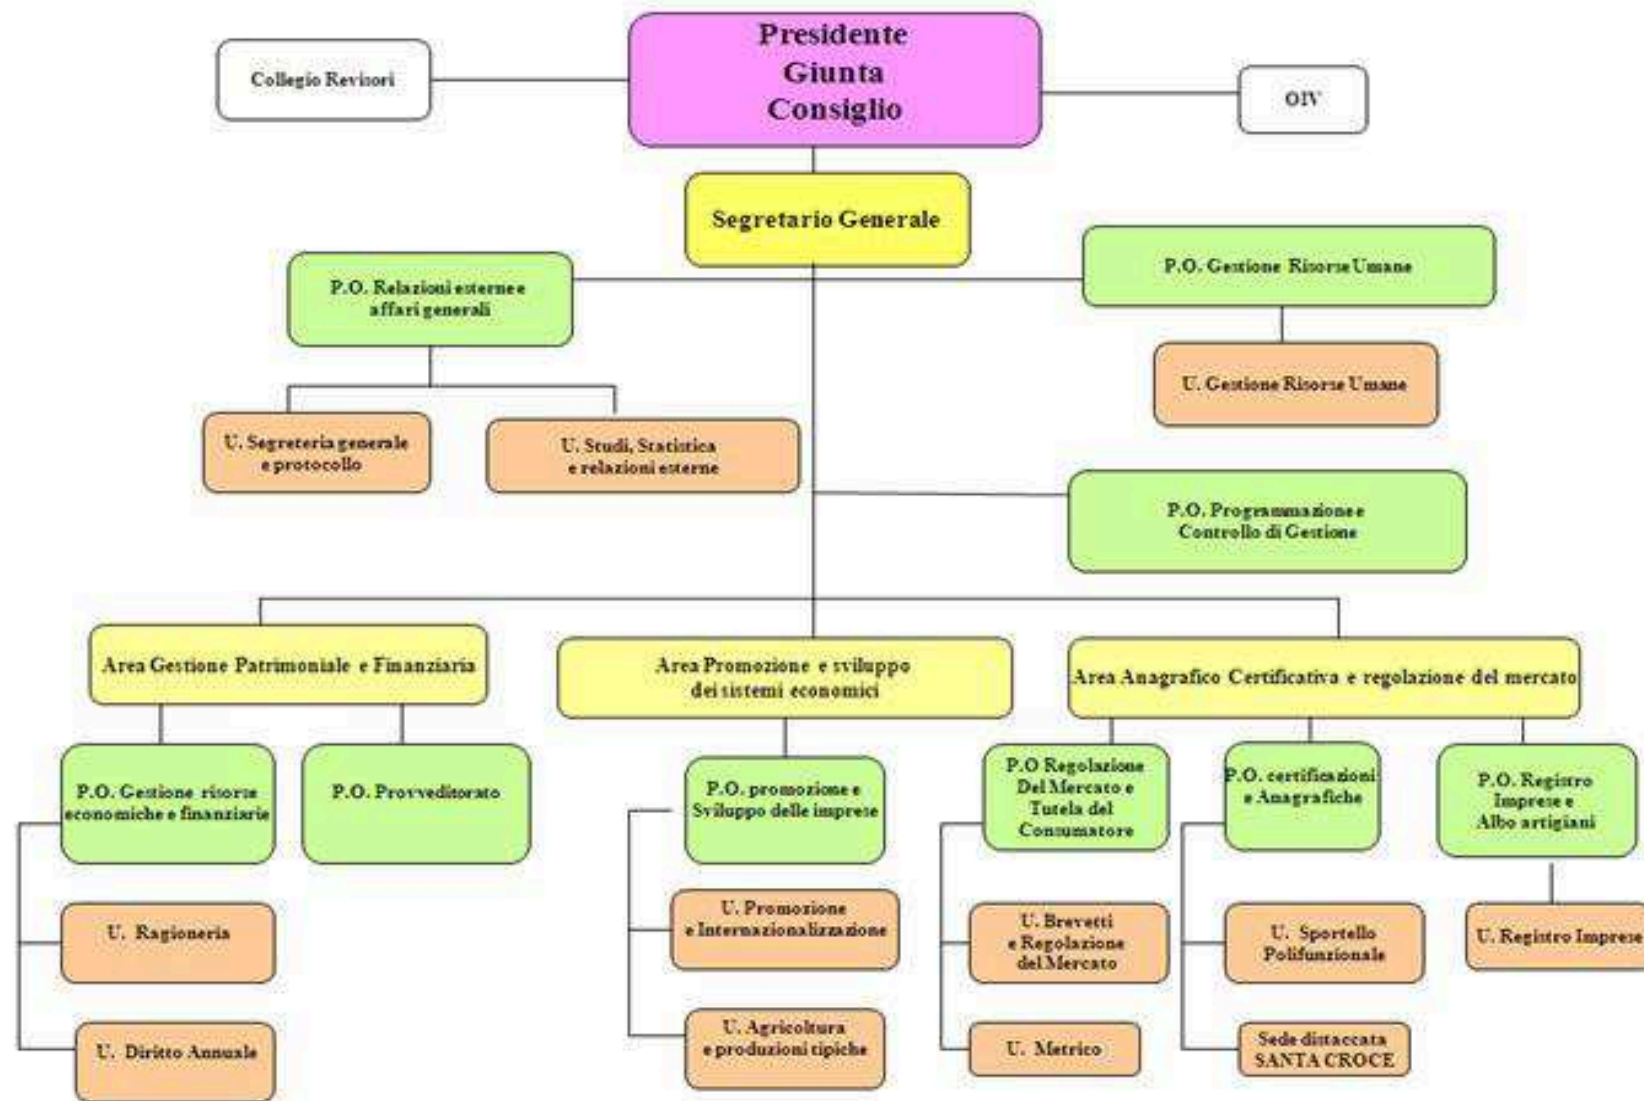 Presidente
Giunta
Consiglio
Collegio Revisori
OIV
Segretario Generale
P.O. Relazioni esterne e
affari generali
P.O. Gestione Risorse Umane
U. Gestione Risorse Umane
U. Segreteria generale
e protocollo
U. Studi, Statistica
e relazioni esterne
P.O. Programmazione e
Controllo di Gestione
Area Gestione Patrimoniale e Finanziaria
Area Promozione e sviluppo
dei sistemi economici
Area Anagrafico Certificativa e regolazione del mercato
P.O. Gestione risorse
economiche e finanziarie
P.O. Provveditorato
P.O. promozione e
Sviluppo delle imprese
P.O Regolazione
Del Mercato e
Tutela del
Consumatore
P.O. certificazioni
e Anagrafiche
P.O. Registro
Imprese e
Albo artigiani
U. Ragioneria
U. Promozione
e Internazionalizzazione
U. Brevetti
e Regolazione
del Mercato
U. Sportello
Polifunzionale
U. Registro Imprese
U. Diritto Annuale
U. Agricoltura
e produzioni tipiche
U. Metrico
Sede distaccata
SANTA CROCE